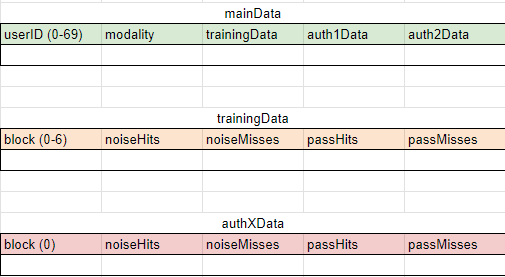 mainData
userID (0-69) modality trainingData auth1Data auth2Data
trainingData
block (0-6) noiseHits noiseMisses passHits passMisses
authXData
block (0) noiseHits noiseMisses passHits passMisses